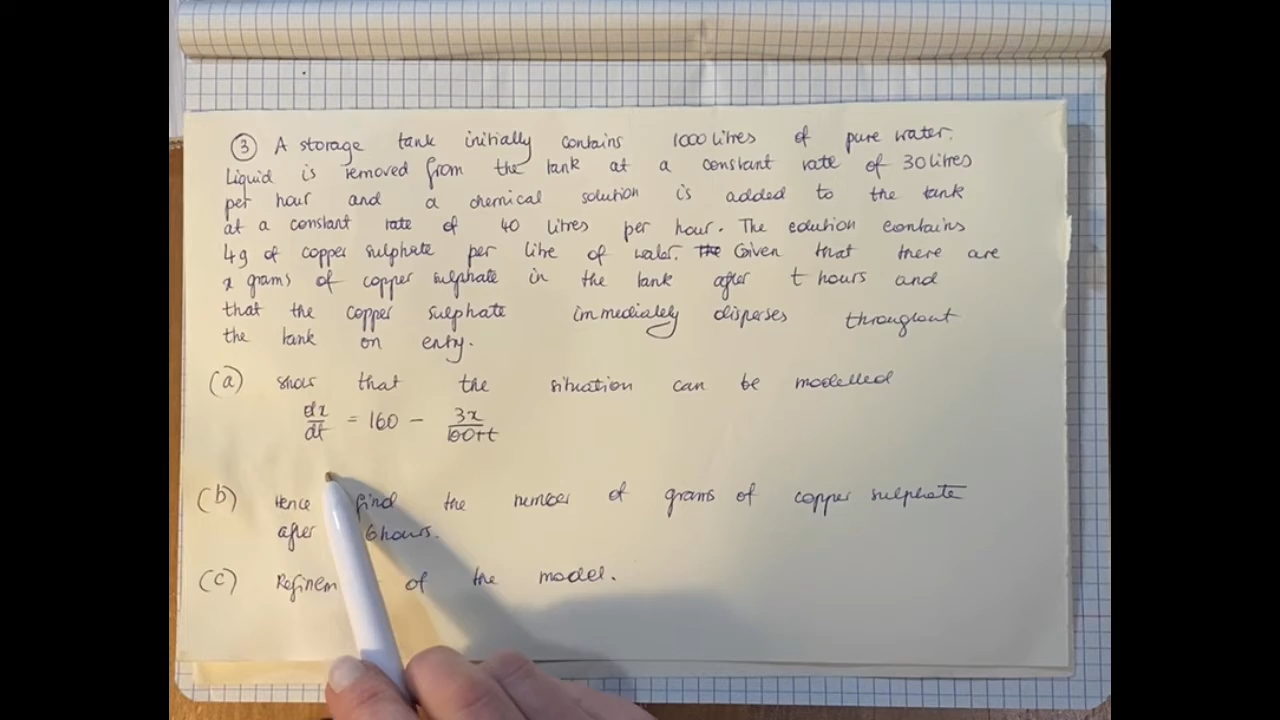 ③ A storage tank initially contains 1000 litres of pure water.
Liquid is removed from the tank at a constant rate of 30 litres
per hour and a chemical solution is added to the tank
at a constant rate of 40 litres per hour. The solution contains
4g of copper sulphate per litre of water. The Given that there are
x grams of copper sulphate in the tank after t hours and
that the copper sulphate immediately disperses throughout
the tank on entry.
(a) show that the situation can be modelled
dx/dt = 160 - 3x/100+t
(b) Hence find the number of grams of copper sulphate
after 6 hours.
(c) Refinem of the model.